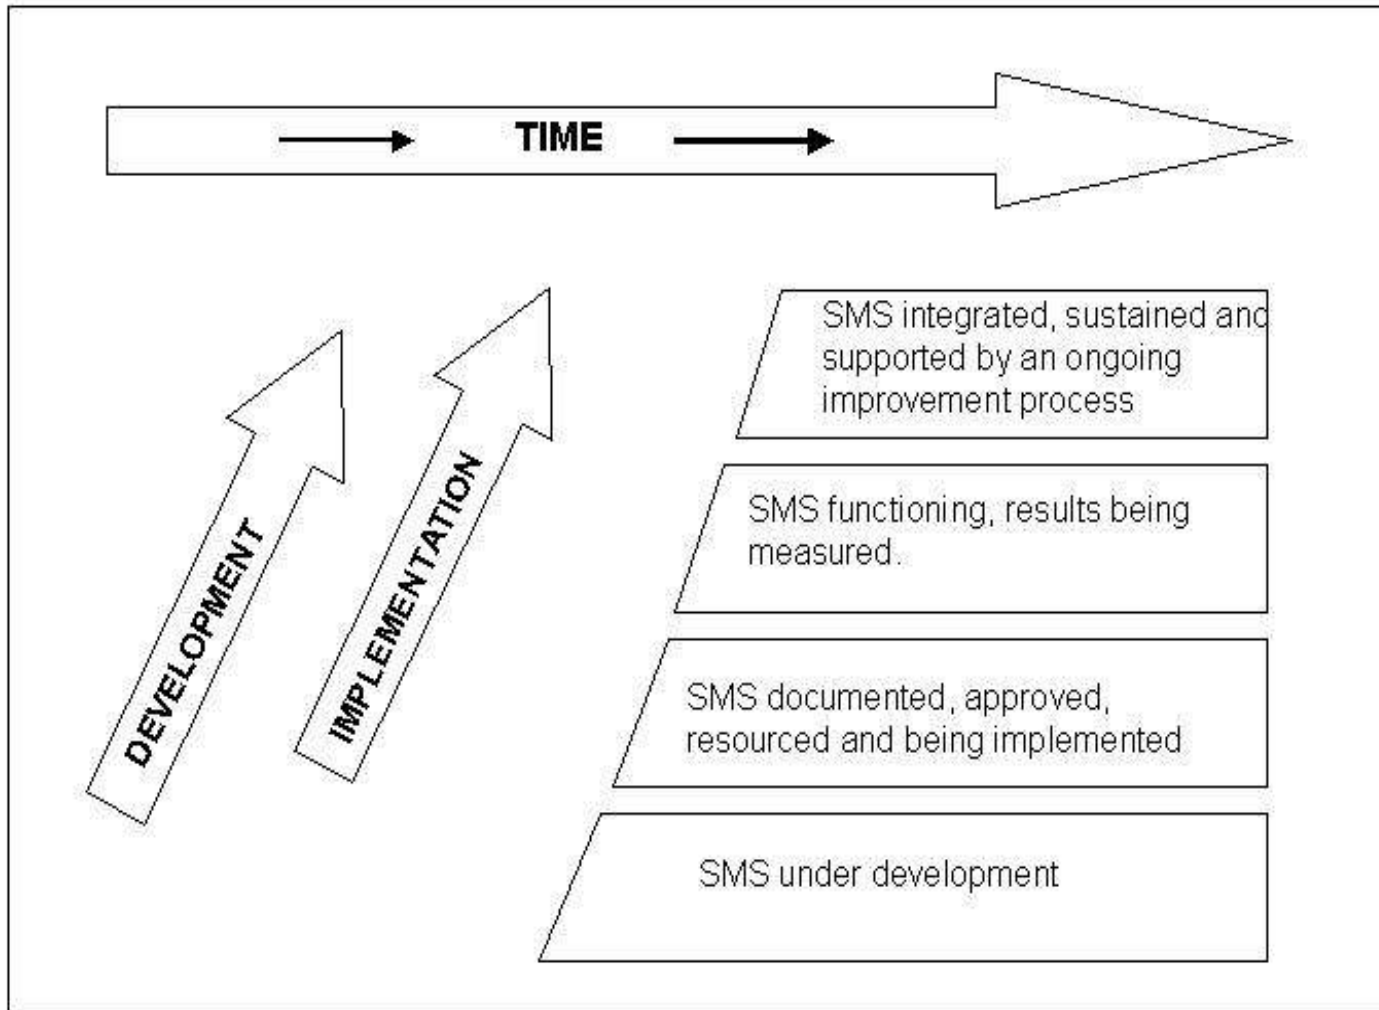 TIME
DEVELOPMENT
IMPLEMENTATION
SMS integrated, sustained and
supported by an ongoing
improvement process
SMS functioning, results being
measured.
SMS documented, approved,
resourced and being implemented
SMS under development